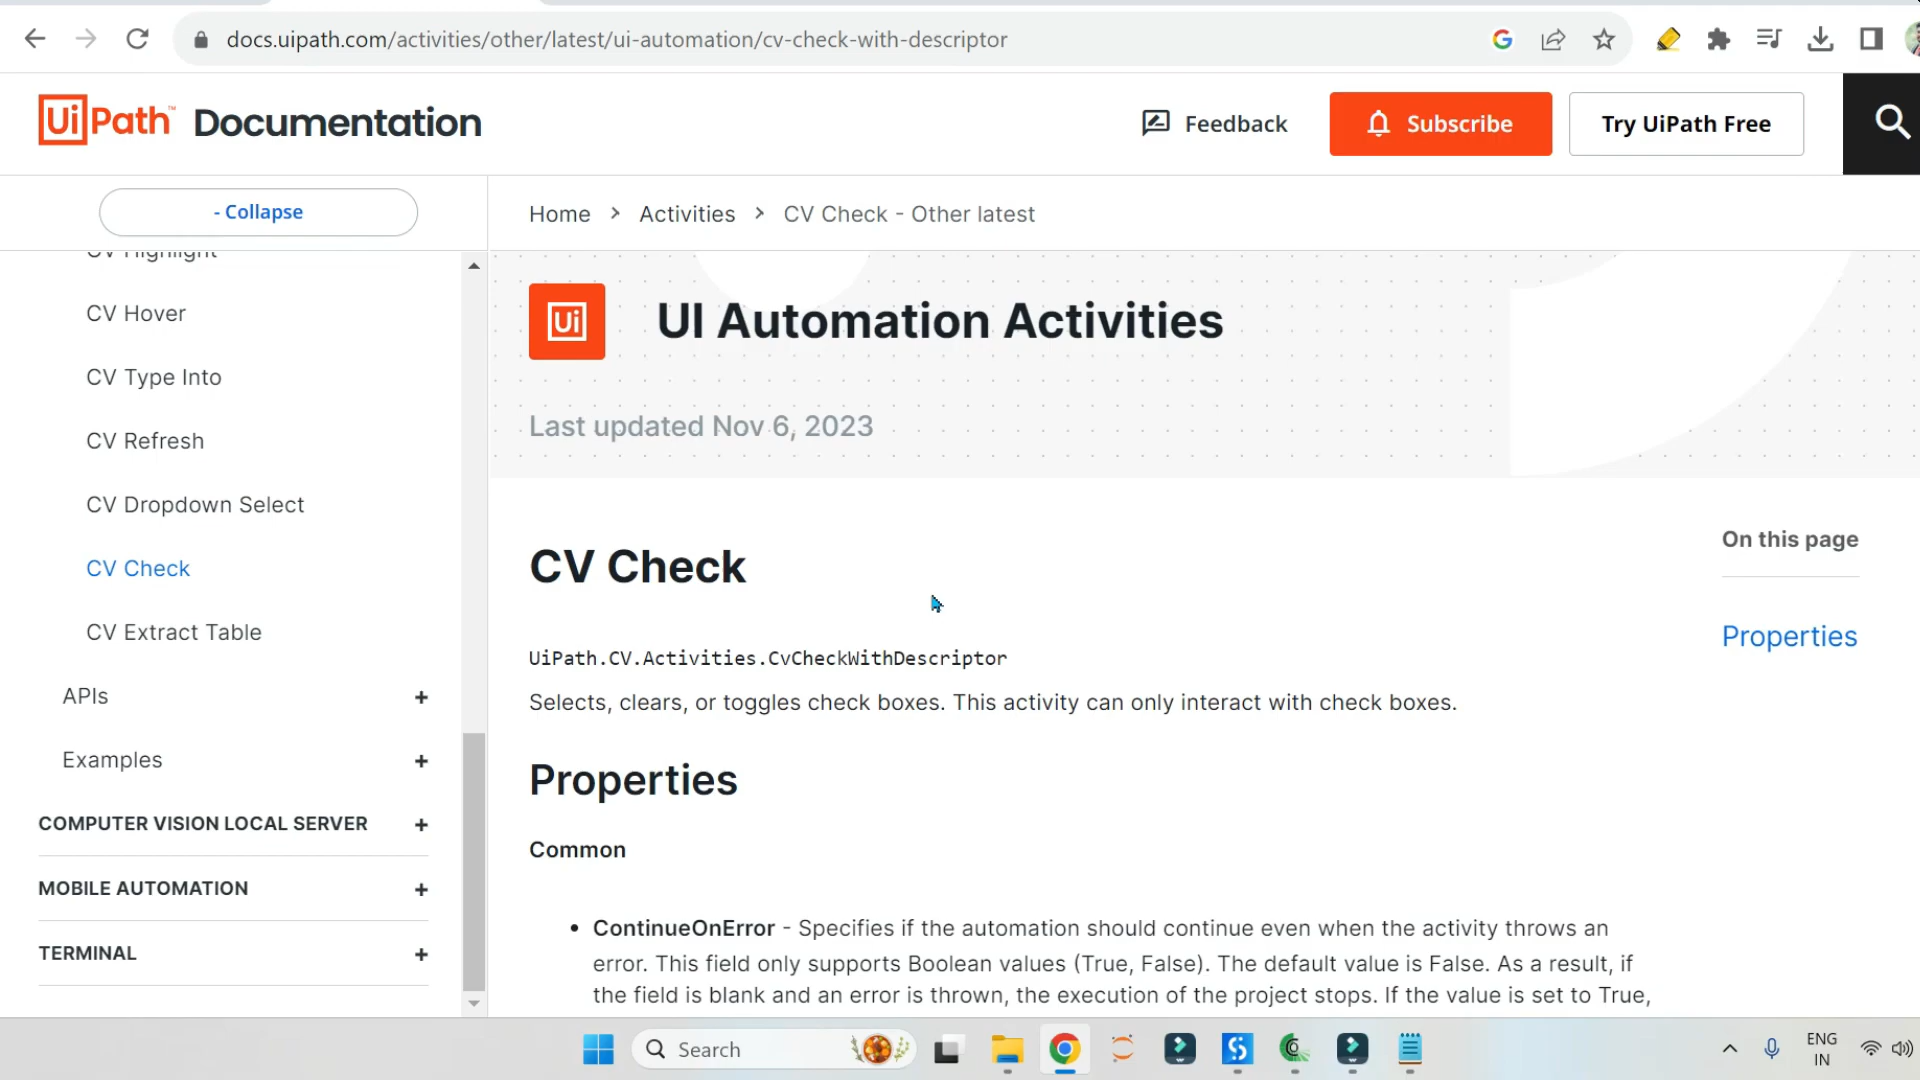 docs.uipath.com/activities/other/latest/ui-automation/cv-check-with-descriptor
UiPath™ Documentation
Feedback
Subscribe
Try UiPath Free
- Collapse
Home > Activities > CV Check - Other latest
CV Highlight
CV Hover
CV Type Into
CV Refresh
CV Dropdown Select
CV Check
CV Extract Table
APIs +
Examples +
COMPUTER VISION LOCAL SERVER +
MOBILE AUTOMATION +
TERMINAL +
Ui
UI Automation Activities
Last updated Nov 6, 2023
CV Check
UiPath.CV.Activities.CvCheckWithDescriptor
Selects, clears, or toggles check boxes. This activity can only interact with check boxes.
Properties
Common
• ContinueOnError - Specifies if the automation should continue even when the activity throws an
error. This field only supports Boolean values (True, False). The default value is False. As a result, if
the field is blank and an error is thrown, the execution of the project stops. If the value is set to True,
On this page
Properties
Search
ENG
IN